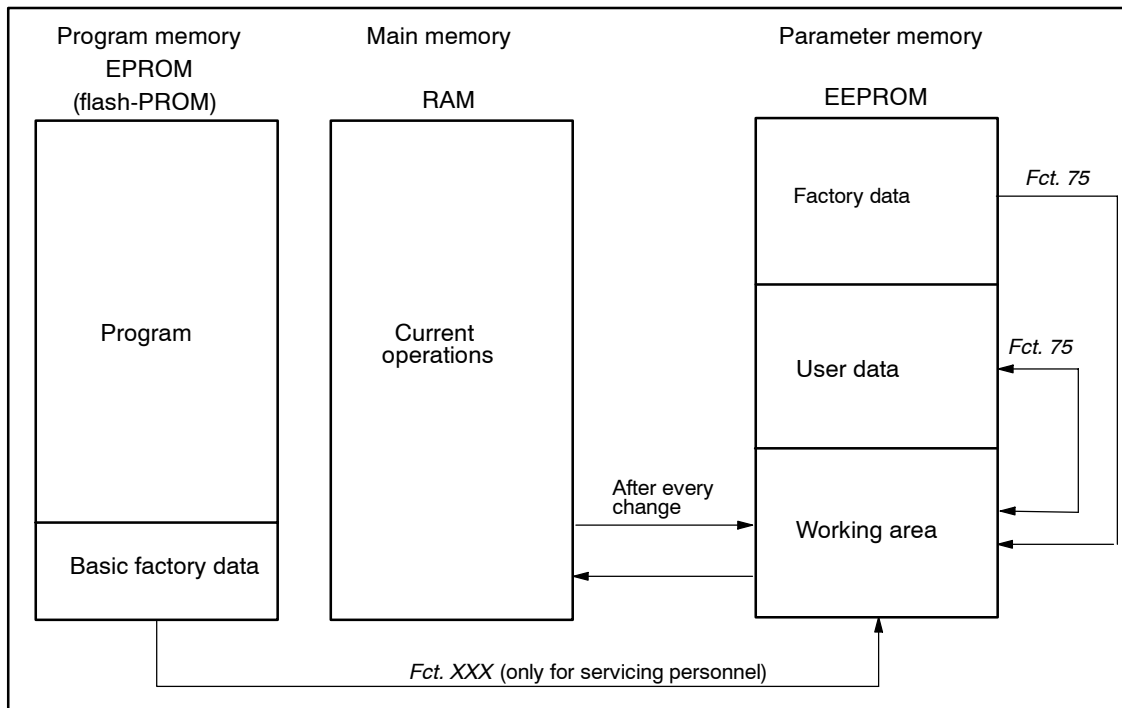 Program memory
EPROM
(flash-PROM)
Main memory
RAM
Parameter memory
EEPROM
Program
Basic factory data
Current
operations
After every
change
Factory data
User data
Working area
Fct. 75
Fct. 75
Fct. XXX (only for servicing personnel)